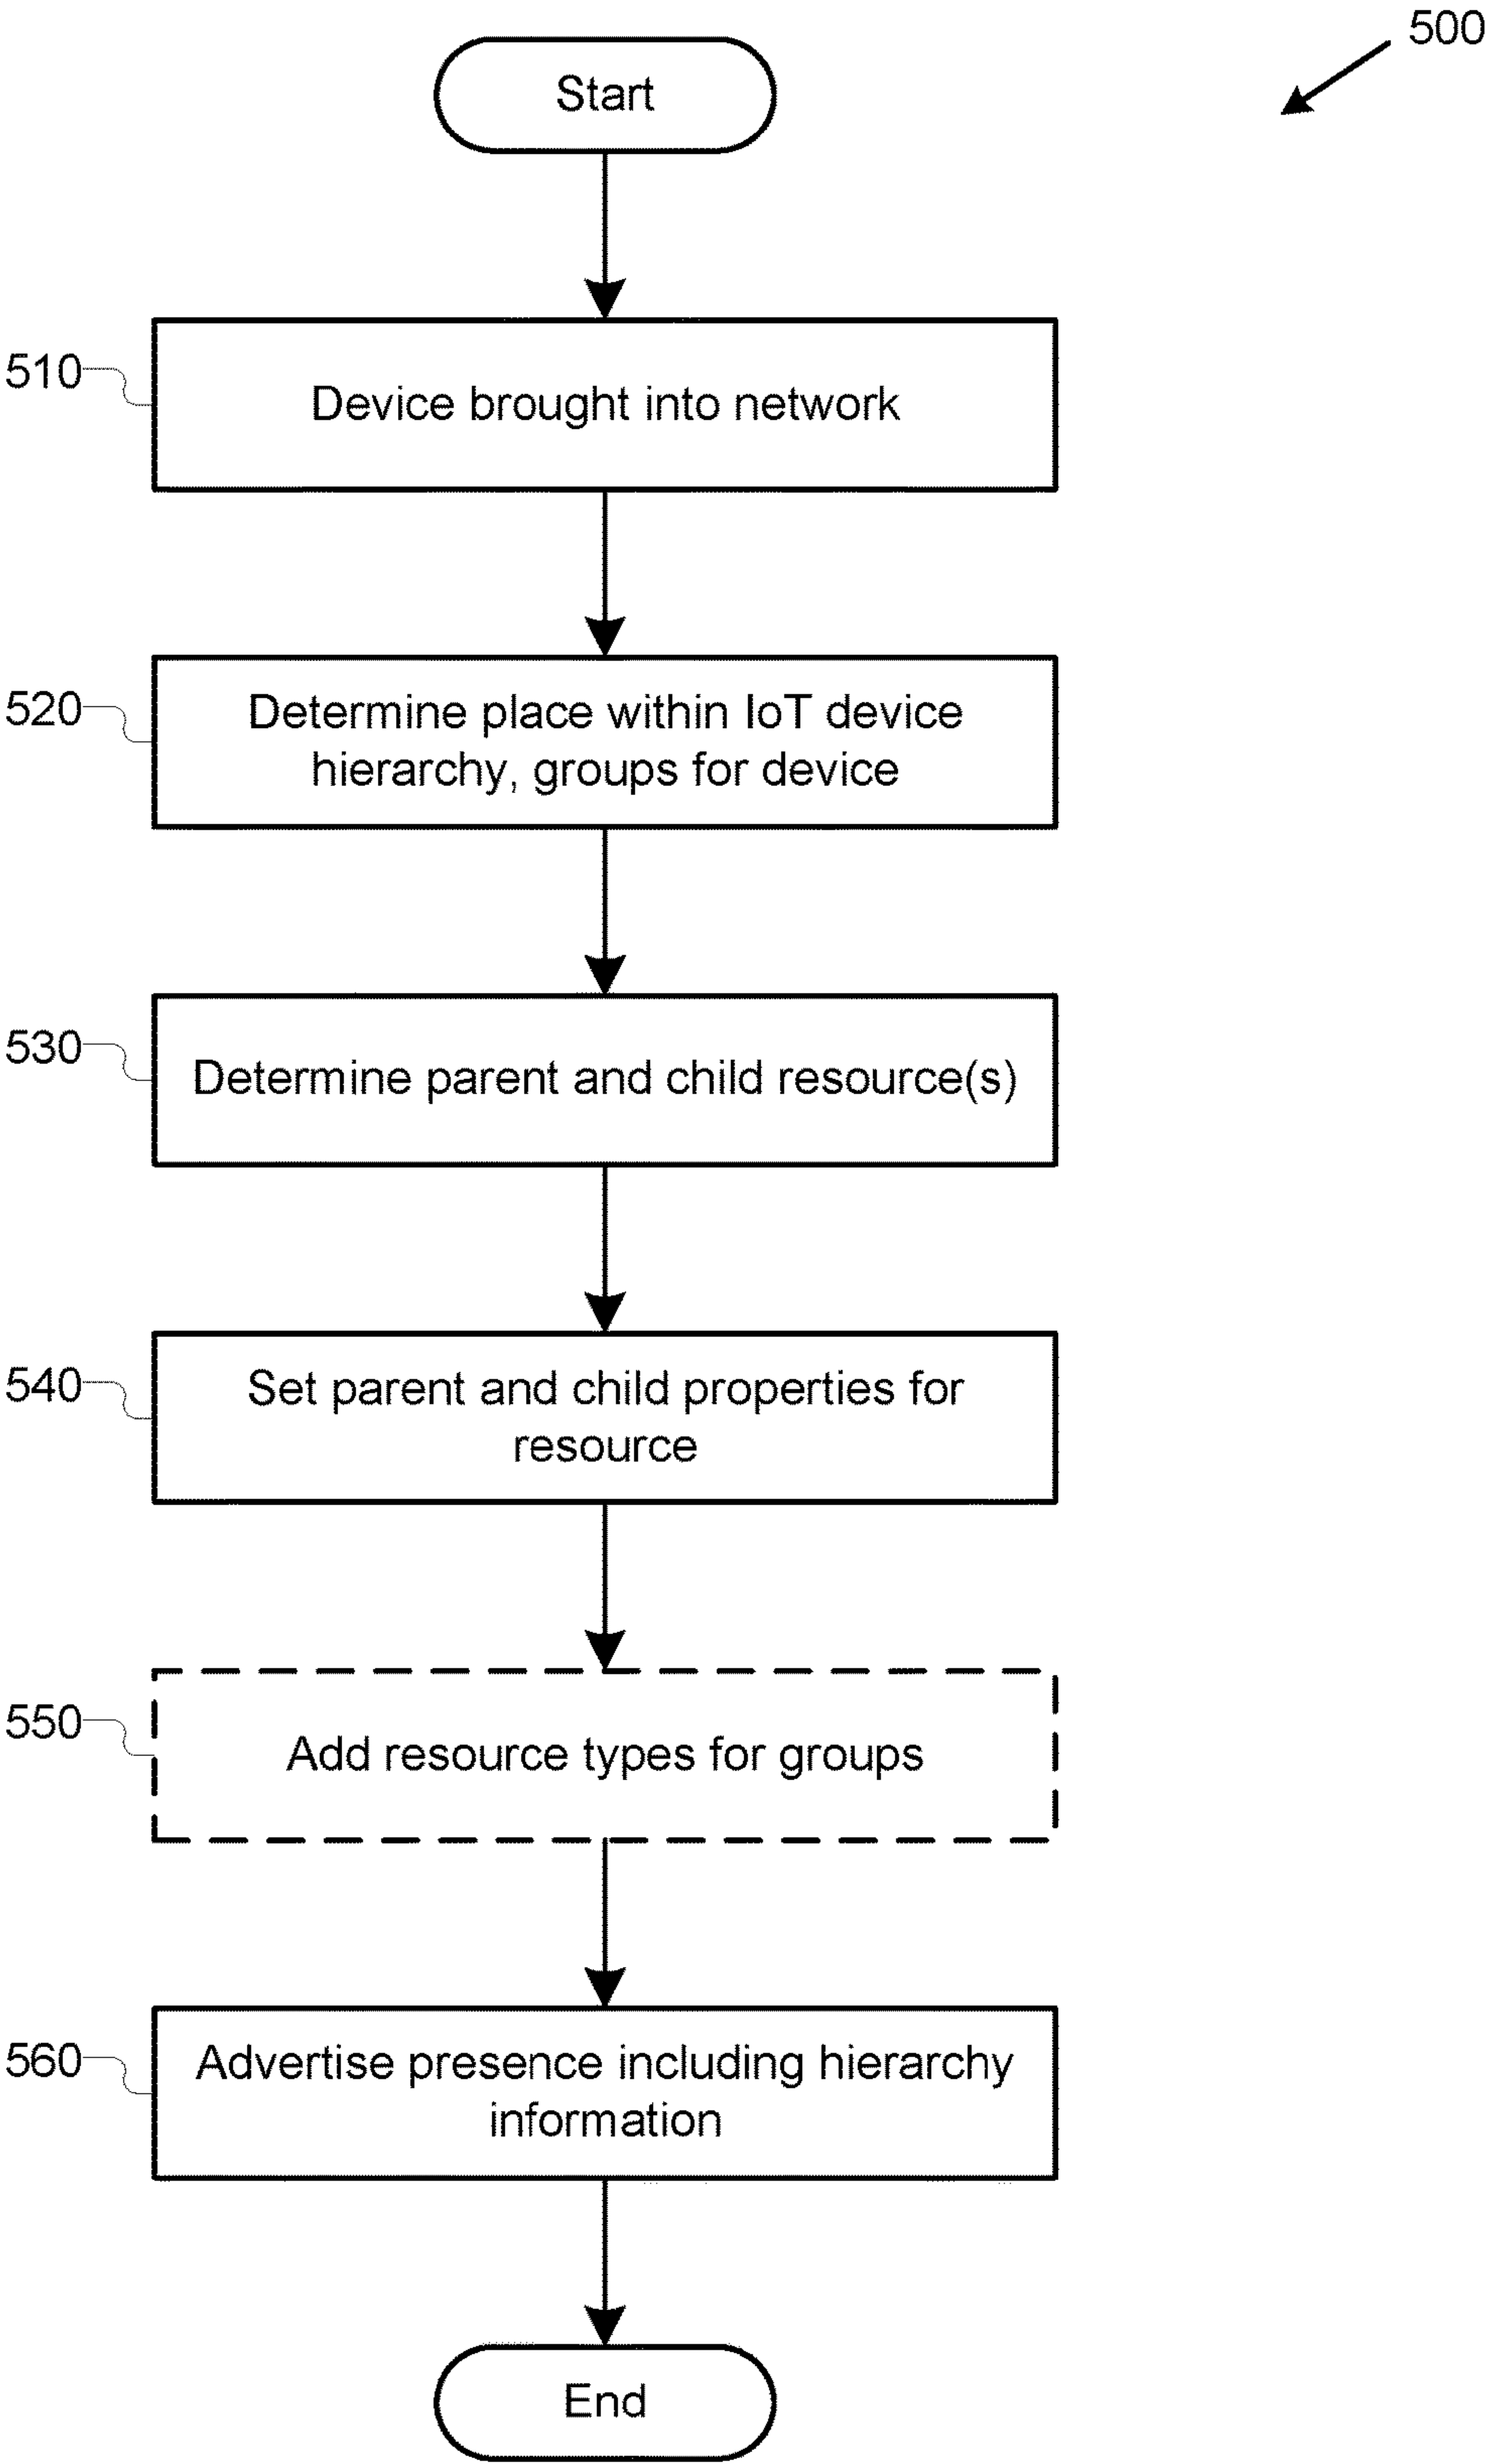 500
Start
510
Device brought into network
520
Determine place within IoT device
hierarchy, groups for device
530
Determine parent and child resource(s)
540
Set parent and child properties for
resource
550
Add resource types for groups
560
Advertise presence including hierarchy
information
End